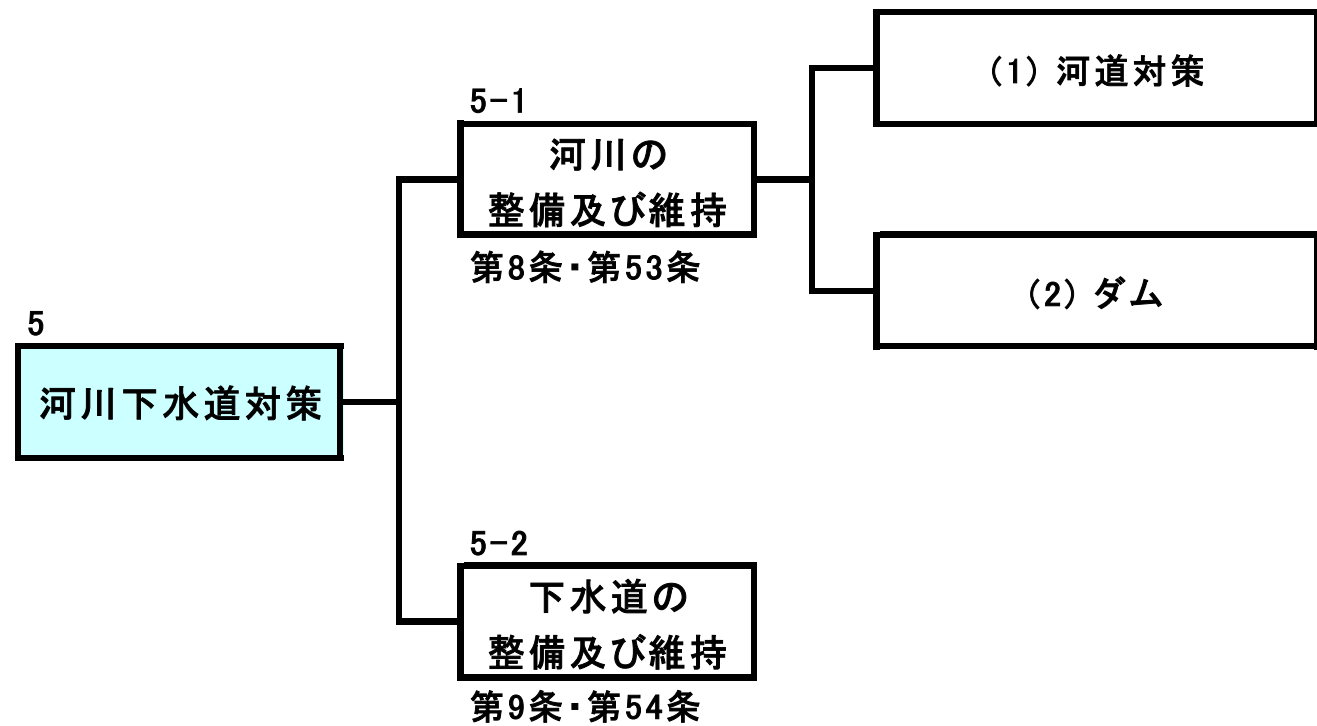 5
河川下水道対策
5-1
河川の
整備及び維持
第8条・第53条
(1) 河道対策
(2) ダム
5-2
下水道の
整備及び維持
第9条・第54条